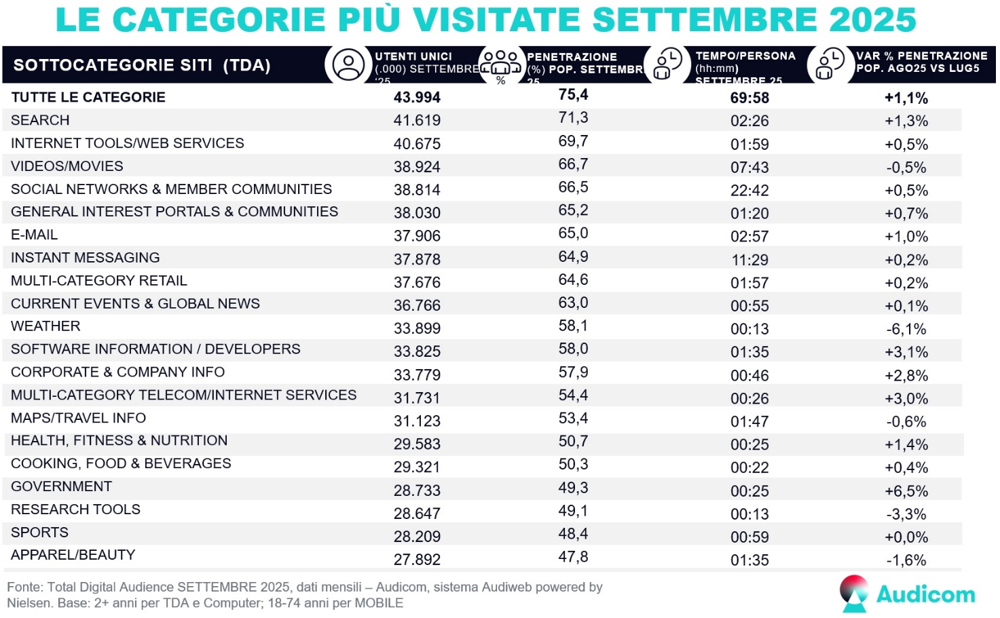 LE CATEGORIE PIÙ VISITATE SETTEMBRE 2025
SOTTOCATEGORIE SITI (TDA)
UTENTI UNICI
(.000) SETTEMBRE
'25
%
PENETRAZIONE
(%) POP. SETTEMBR
25
TEMPO/PERSONA
(hh:mm)
SETTEMBRE 25
VAR % PENETRAZIONE
POP. AGO25 VS LUG5
TUTTE LE CATEGORIE 43.994 75,4 69:58 +1,1%
SEARCH 41.619 71,3 02:26 +1,3%
INTERNET TOOLS/WEB SERVICES 40.675 69,7 01:59 +0,5%
VIDEOS/MOVIES 38.924 66,7 07:43 -0,5%
SOCIAL NETWORKS & MEMBER COMMUNITIES 38.814 66,5 22:42 +0,5%
GENERAL INTEREST PORTALS & COMMUNITIES 38.030 65,2 01:20 +0,7%
E-MAIL 37.906 65,0 02:57 +1,0%
INSTANT MESSAGING 37.878 64,9 11:29 +0,2%
MULTI-CATEGORY RETAIL 37.676 64,6 01:57 +0,2%
CURRENT EVENTS & GLOBAL NEWS 36.766 63,0 00:55 +0,1%
WEATHER 33.899 58,1 00:13 -6,1%
SOFTWARE INFORMATION / DEVELOPERS 33.825 58,0 01:35 +3,1%
CORPORATE & COMPANY INFO 33.779 57,9 00:46 +2,8%
MULTI-CATEGORY TELECOM/INTERNET SERVICES 31.731 54,4 00:26 +3,0%
MAPS/TRAVEL INFO 31.123 53,4 01:47 -0,6%
HEALTH, FITNESS & NUTRITION 29.583 50,7 00:25 +1,4%
COOKING, FOOD & BEVERAGES 29.321 50,3 00:22 +0,4%
GOVERNMENT 28.733 49,3 00:25 +6,5%
RESEARCH TOOLS 28.647 49,1 00:13 -3,3%
SPORTS 28.209 48,4 00:59 +0,0%
APPAREL/BEAUTY 27.892 47,8 01:35 -1,6%
Fonte: Total Digital Audience SETTEMBRE 2025, dati mensili – Audicom, sistema Audiweb powered by
Nielsen. Base: 2+ anni per TDA e Computer; 18-74 anni per MOBILE
Audicom